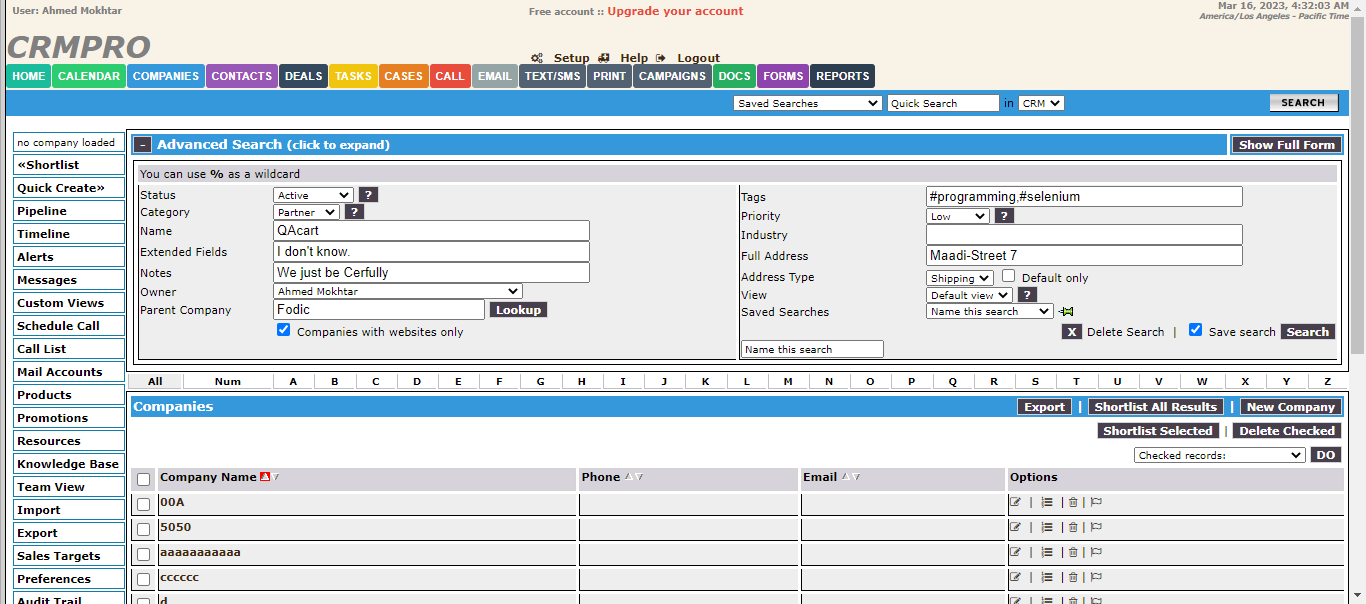 User: Ahmed Mokhtar
Free account :: Upgrade your account
Mar 16, 2023, 4:32:03 AM
America/Los Angeles - Pacific Time
CRMPRO
Setup Help Logout
HOME CALENDAR COMPANIES CONTACTS DEALS TASKS CASES CALL EMAIL TEXT/SMS PRINT CAMPAIGNS DOCS FORMS REPORTS
Saved Searches Quick Search in CRM SEARCH
no company loaded
«Shortlist
Quick Create»
Pipeline
Timeline
Alerts
Messages
Custom Views
Schedule Call
Call List
Mail Accounts
Products
Promotions
Resources
Knowledge Base
Team View
Import
Export
Sales Targets
Preferences
Audit Trail
- Advanced Search (click to expand) Show Full Form
You can use % as a wildcard
Status Active ?
Category Partner ?
Name QAcart
Extended Fields I don't know.
Notes We just be Cerfully
Owner Ahmed Mokhtar
Parent Company Fodic Lookup
Companies with websites only
Tags #programming,#selenium
Priority Low ?
Industry
Full Address Maadi-Street 7
Address Type Shipping Default only
View Default view ?
Saved Searches Name this search
X Delete Search | Save search Search
Name this search
All Num A B C D E F G H I J K L M N O P Q R S T U V W X Y Z
Companies Export | Shortlist All Results | New Company
Shortlist Selected | Delete Checked
Checked records: DO
Company Name Phone Email Options
00A
5050
aaaaaaaaaaa
cccccc
d